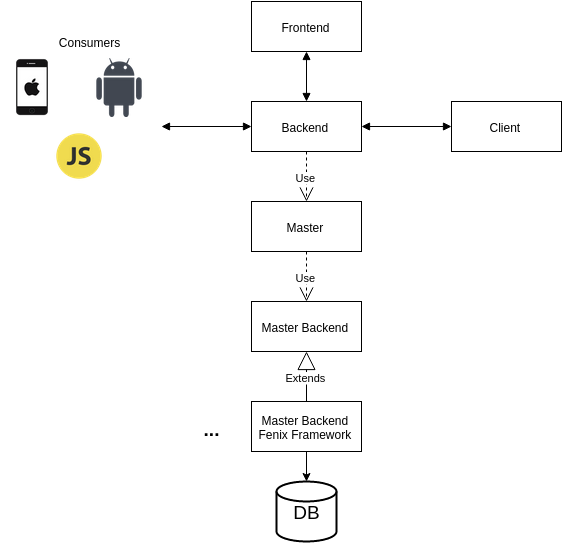 Frontend
Consumers
Backend
Client
JS
Use
Master
Use
Master Backend
Extends
Master Backend
Fenix Framework
...
DB